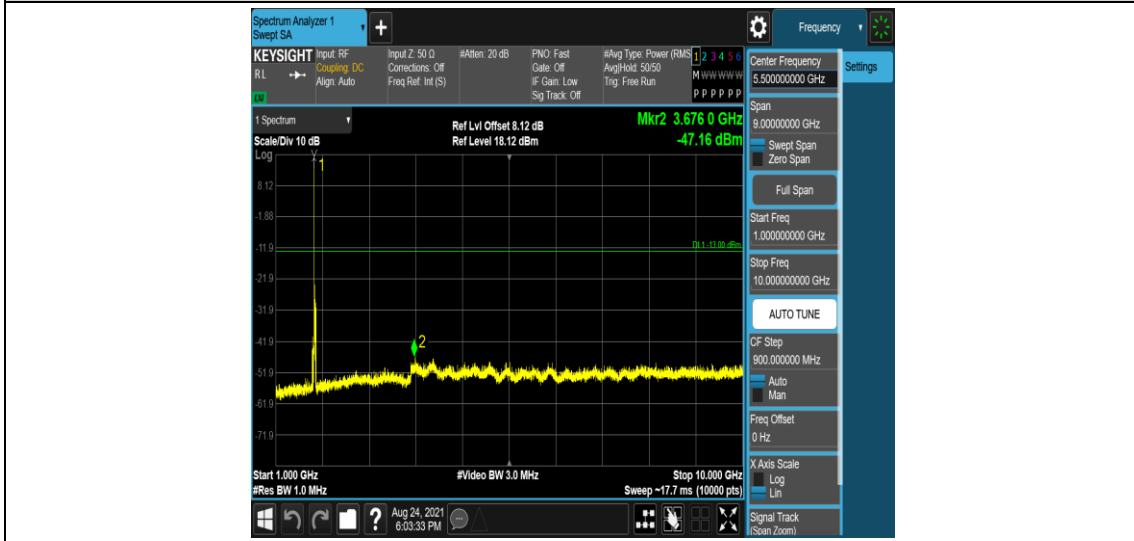 Spectrum Analyzer 1
Swept SA
+
Frequency
KEYSIGHT
RL
Input: RF
Coupling: DC
Align: Auto
Input Z: 50 Ω
Corrections: Off
Freq Ref: Int (S)
#Atten: 20 dB
PNO: Fast
Gate: Off
IF Gain: Low
Sig Track: Off
#Avg Type: Power (RMS
Avg|Hold: 50/50
Trig: Free Run
1 2 3 4 5 6
M W W W W W
P P P P P P
1 Spectrum
Scale/Div 10 dB
Log
Ref Lvl Offset 8.12 dB
Ref Level 18.12 dBm
Mkr2 3.676 0 GHz
-47.16 dBm
1
8.12
-1.88
-11.9
DL1 -13.00 dBm
-21.9
-31.9
-41.9
2
-51.9
-61.9
-71.9
Start 1.000 GHz
#Res BW 1.0 MHz
#Video BW 3.0 MHz
Stop 10.000 GHz
Sweep ~17.7 ms (10000 pts)
?
Aug 24, 2021
6:03:33 PM
Center Frequency
5.500000000 GHz
Settings
Span
9.00000000 GHz
Swept Span
Zero Span
Full Span
Start Freq
1.000000000 GHz
Stop Freq
10.000000000 GHz
AUTO TUNE
CF Step
900.000000 MHz
Auto
Man
Freq Offset
0 Hz
X Axis Scale
Log
Lin
Signal Track
(Span Zoom)